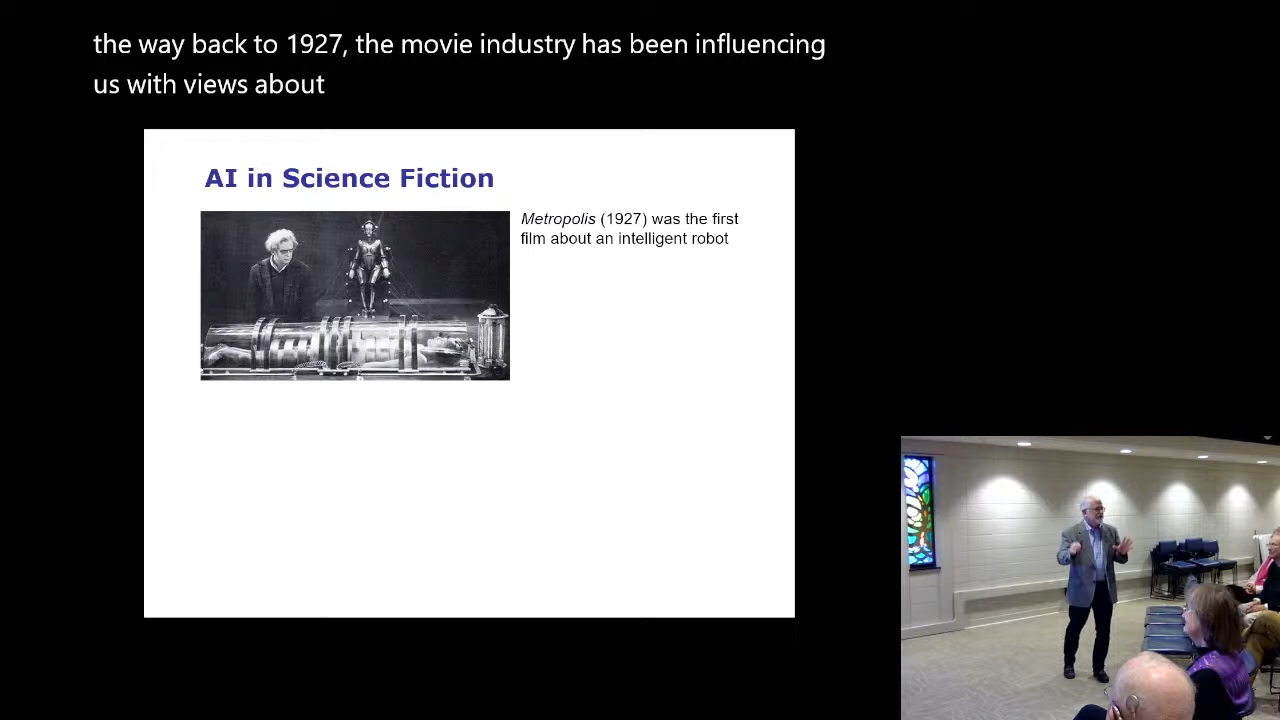 the way back to 1927, the movie industry has been influencing
us with views about
AI in Science Fiction
Metropolis (1927) was the first
film about an intelligent robot